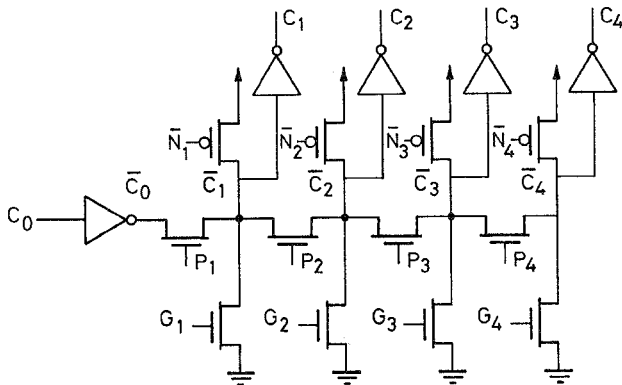 C₁ C₂ C₃ C₄
N̄₁ N̄₂ N̄₃ N̄₄
C̄₀ C̄₁ C̄₂ C̄₃ C̄₄
C₀
P₁ P₂ P₃ P₄
G₁ G₂ G₃ G₄